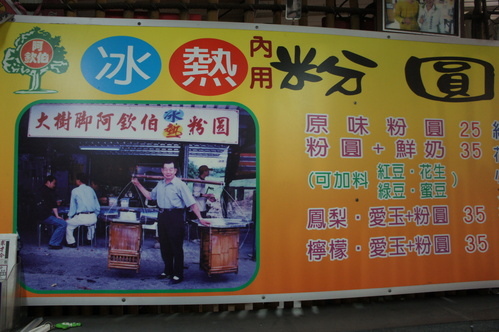 阿
欽伯
冰 熱 內用 粉 圓
大樹腳阿欽伯 冰熱 粉圓
原味粉圓 25
粉圓+鮮奶 35
(可加料 紅豆·花生
綠豆·蜜豆)
鳳梨·愛玉+粉圓 35
檸檬·愛玉+粉圓 35